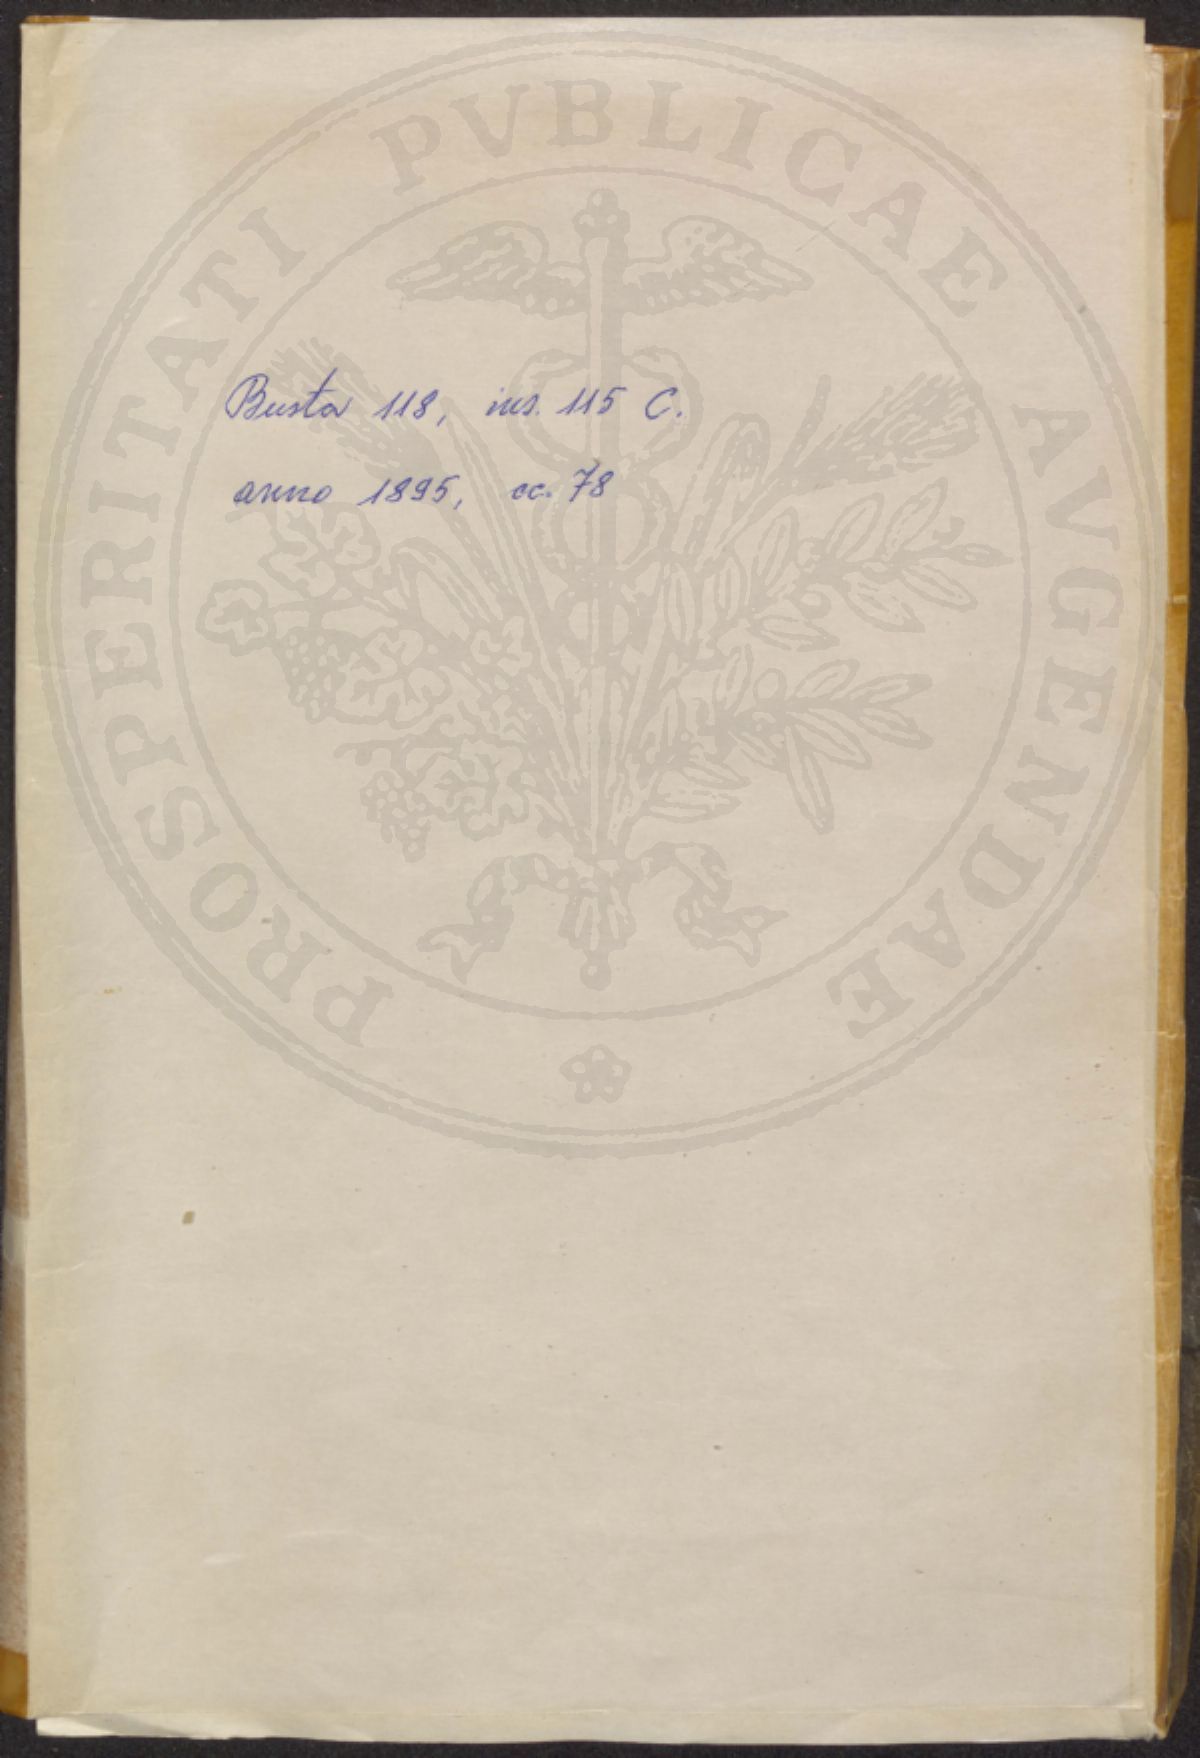 PROSPERITATI PVBLICAE AVGENDAE
Busta 118, ins. 115 C.
anno 1895, cc. 78